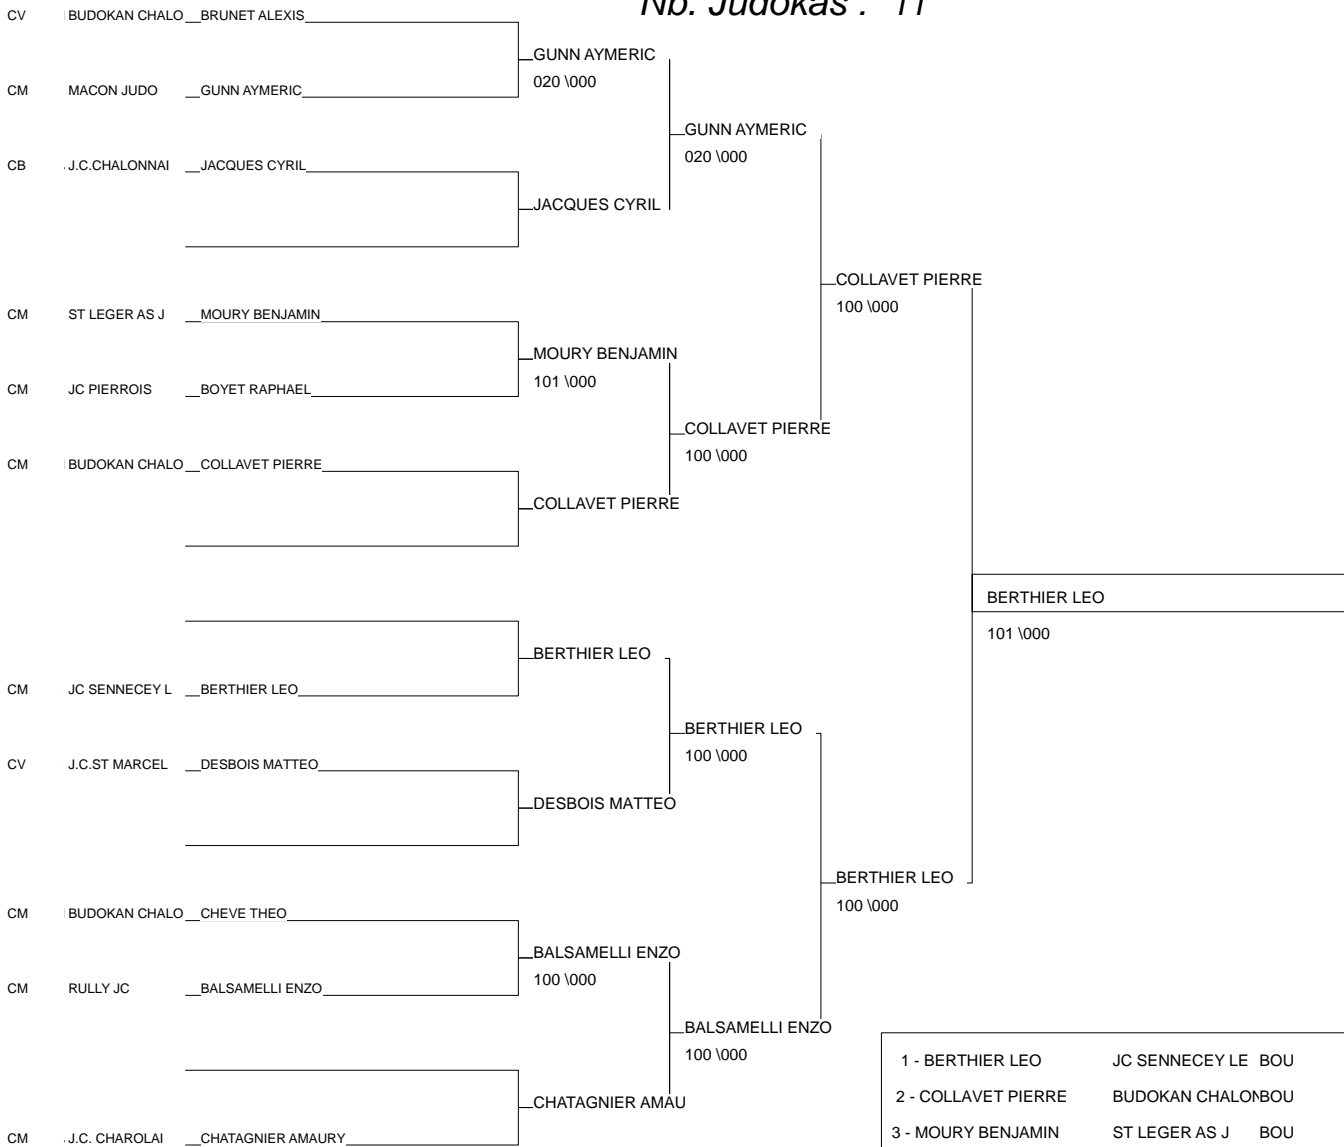 Nb. Judokas : 11
CV BUDOKAN CHALO BRUNET ALEXIS
GUNN AYMERIC
020 \000
CM MACON JUDO GUNN AYMERIC
GUNN AYMERIC
020 \000
CB J.C.CHALONNAI JACQUES CYRIL
JACQUES CYRIL
COLLAVET PIERRE
100 \000
CM ST LEGER AS J MOURY BENJAMIN
MOURY BENJAMIN
101 \000
CM JC PIERROIS BOYET RAPHAEL
COLLAVET PIERRE
100 \000
CM BUDOKAN CHALO COLLAVET PIERRE
COLLAVET PIERRE
BERTHIER LEO
101 \000
BERTHIER LEO
CM JC SENNECEY L BERTHIER LEO
BERTHIER LEO
100 \000
CV J.C.ST MARCEL DESBOIS MATTEO
DESBOIS MATTEO
BERTHIER LEO
100 \000
CM BUDOKAN CHALO CHEVE THEO
BALSAMELLI ENZO
100 \000
CM RULLY JC BALSAMELLI ENZO
BALSAMELLI ENZO
100 \000
CHATAGNIER AMAU
CM J.C. CHAROLAI CHATAGNIER AMAURY
1 - BERTHIER LEO JC SENNECEY LE BOU
2 - COLLAVET PIERRE BUDOKAN CHALON BOU
3 - MOURY BENJAMIN ST LEGER AS J BOU